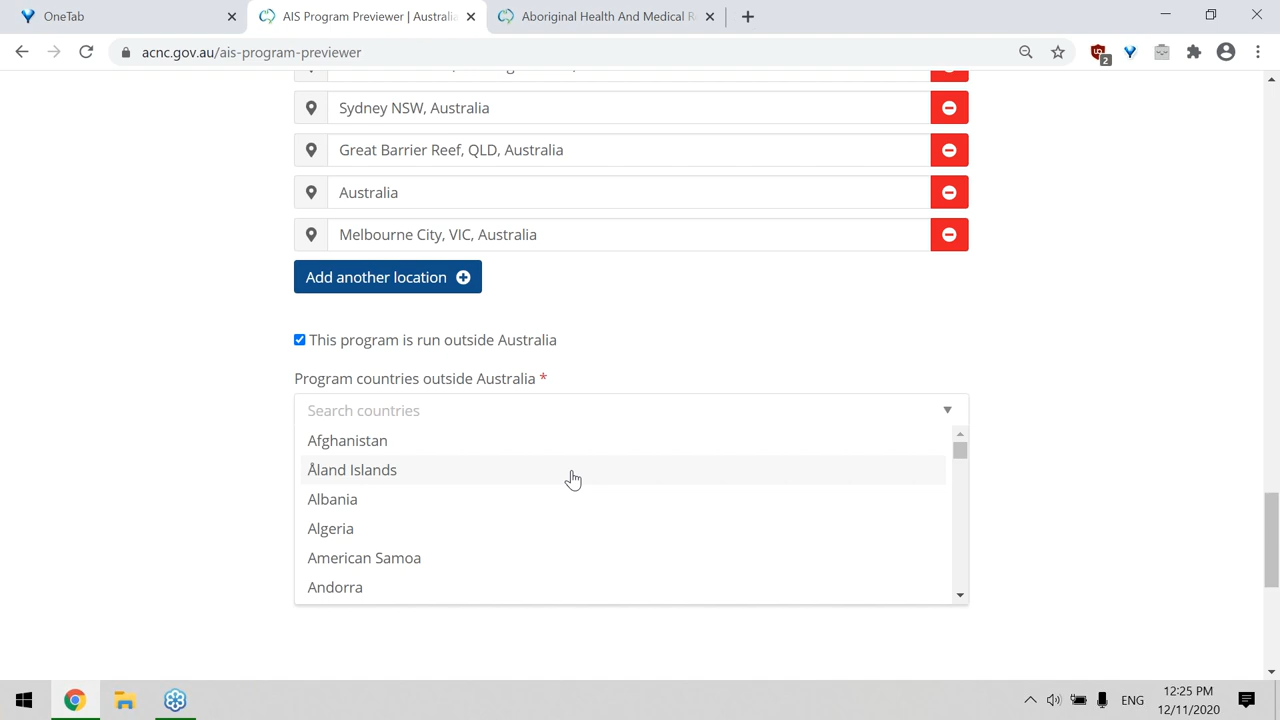 OneTab
AIS Program Previewer | Australia
Aboriginal Health And Medical R
acnc.gov.au/ais-program-previewer
2
Sydney NSW, Australia
Great Barrier Reef, QLD, Australia
Australia
Melbourne City, VIC, Australia
Add another location
This program is run outside Australia
Program countries outside Australia *
Search countries
Afghanistan
Åland Islands
Albania
Algeria
American Samoa
Andorra
ENG
12:25 PM
12/11/2020